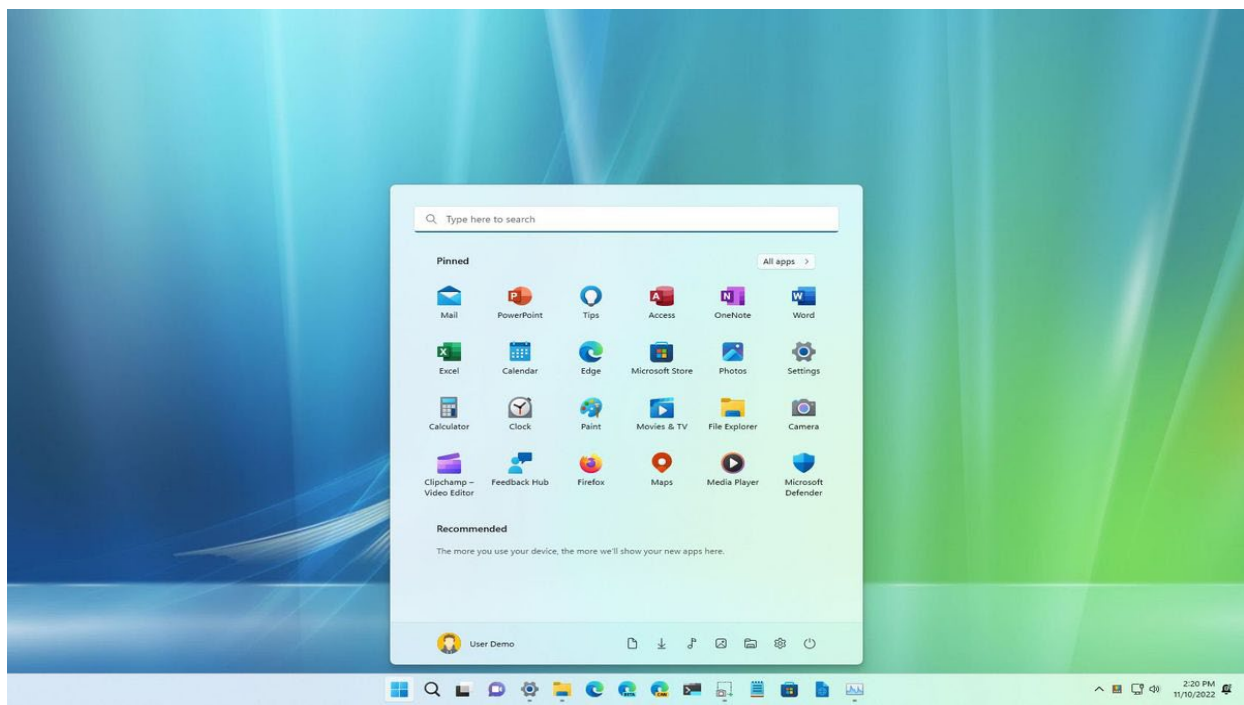 Type here to search
Pinned
All apps >
Mail
PowerPoint
Tips
Access
OneNote
Word
Excel
Calendar
Edge
Microsoft Store
Photos
Settings
Calculator
Clock
Paint
Movies & TV
File Explorer
Camera
Clipchamp –
Video Editor
Feedback Hub
Firefox
Maps
Media Player
Microsoft
Defender
Recommended
The more you use your device, the more we'll show your new apps here.
User Demo
2:20 PM
11/10/2022